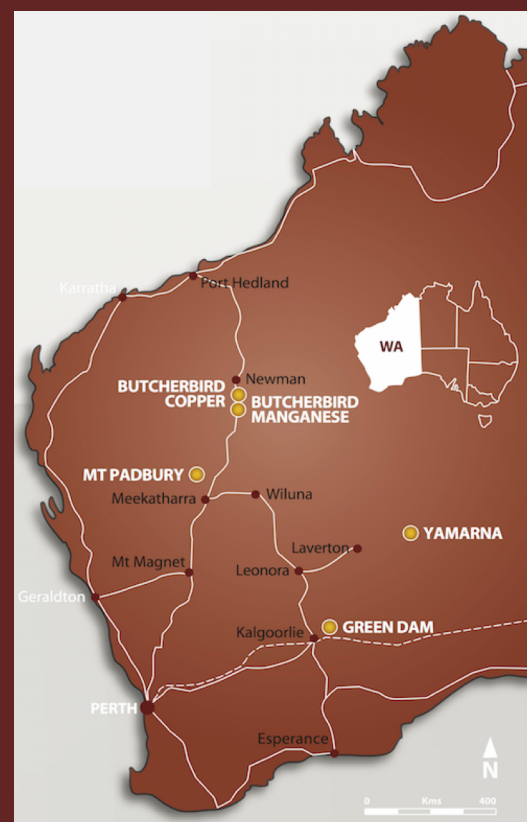 Karratha
Port Hedland
WA
Newman
BUTCHERBIRD
COPPER
BUTCHERBIRD
MANGANESE
MT PADBURY
Meekatharra
Wiluna
YAMARNA
Laverton
Mt Magnet
Leonora
Geraldton
GREEN DAM
Kalgoorlie
PERTH
Esperance
N
0 Kms 400